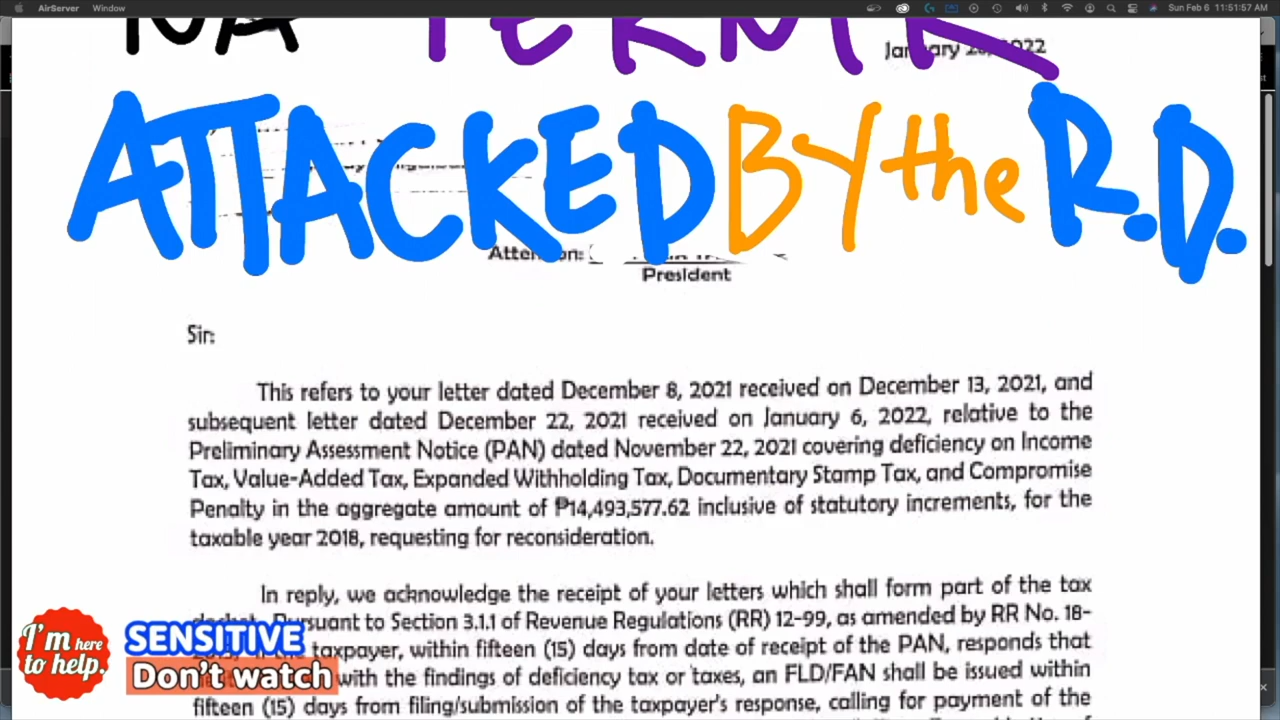 AirServer Window Sun Feb 6 11:51:57 AM
January 2022
ATTACKED BY the R.D.
Attention:
President
Sir:
This refers to your letter dated December 8, 2021 received on December 13, 2021, and
subsequent letter dated December 22, 2021 received on January 6, 2022, relative to the
Preliminary Assessment Notice (PAN) dated November 22, 2021 covering deficiency on Income
Tax, Value-Added Tax, Expanded Withholding Tax, Documentary Stamp Tax, and Compromise
Penalty in the aggregate amount of ₱14,493,577.62 inclusive of statutory increments, for the
taxable year 2018, requesting for reconsideration.
In reply, we acknowledge the receipt of your letters which shall form part of the tax
Pursuant to Section 3.1.1 of Revenue Regulations (RR) 12-99, as amended by RR No. 18-
taxpayer, within fifteen (15) days from date of receipt of the PAN, responds that
with the findings of deficiency tax or taxes, an FLD/FAN shall be issued within
fifteen (15) days from filing/submission of the taxpayer's response, calling for payment of the
I'm here
to help.
SENSITIVE
Don't watch